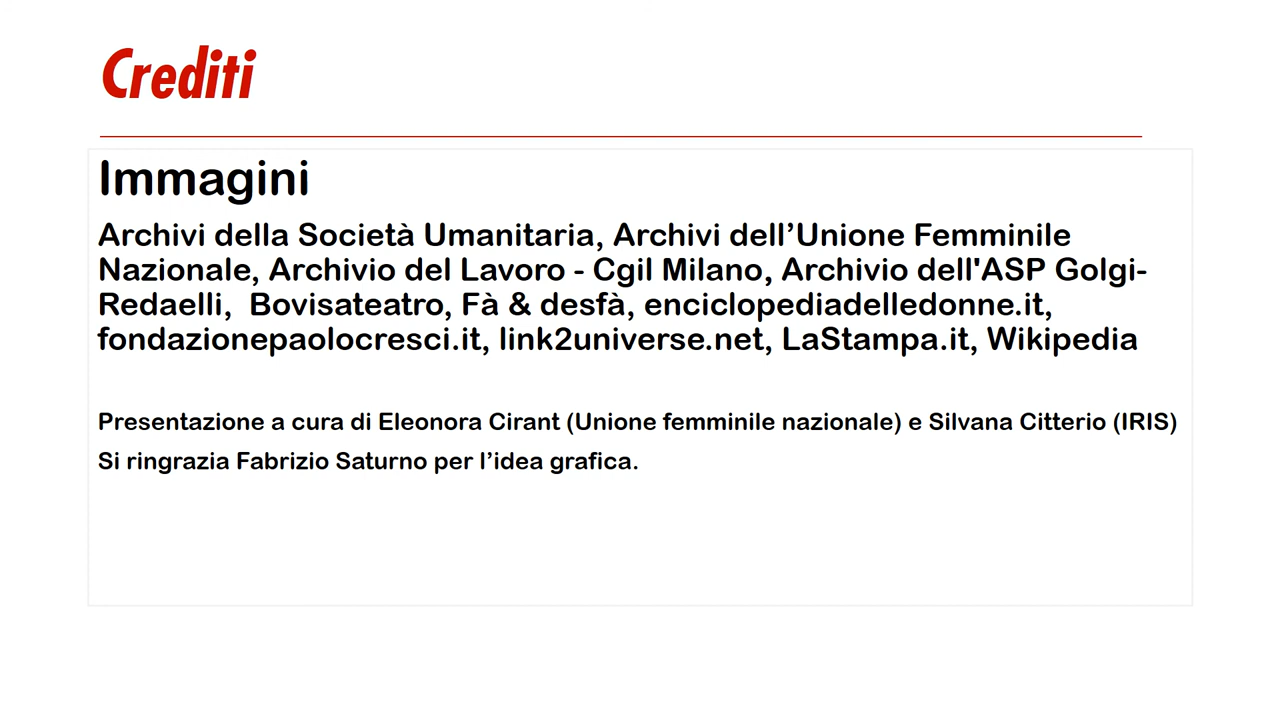 Crediti
Immagini
Archivi della Società Umanitaria, Archivi dell’Unione Femminile
Nazionale, Archivio del Lavoro - Cgil Milano, Archivio dell'ASP Golgi-
Redaelli,  Bovisateatro, Fà & desfà, enciclopediadelledonne.it,
fondazionepaolocresci.it, link2universe.net, LaStampa.it, Wikipedia
Presentazione a cura di Eleonora Cirant (Unione femminile nazionale) e Silvana Citterio (IRIS)
Si ringrazia Fabrizio Saturno per l’idea grafica.